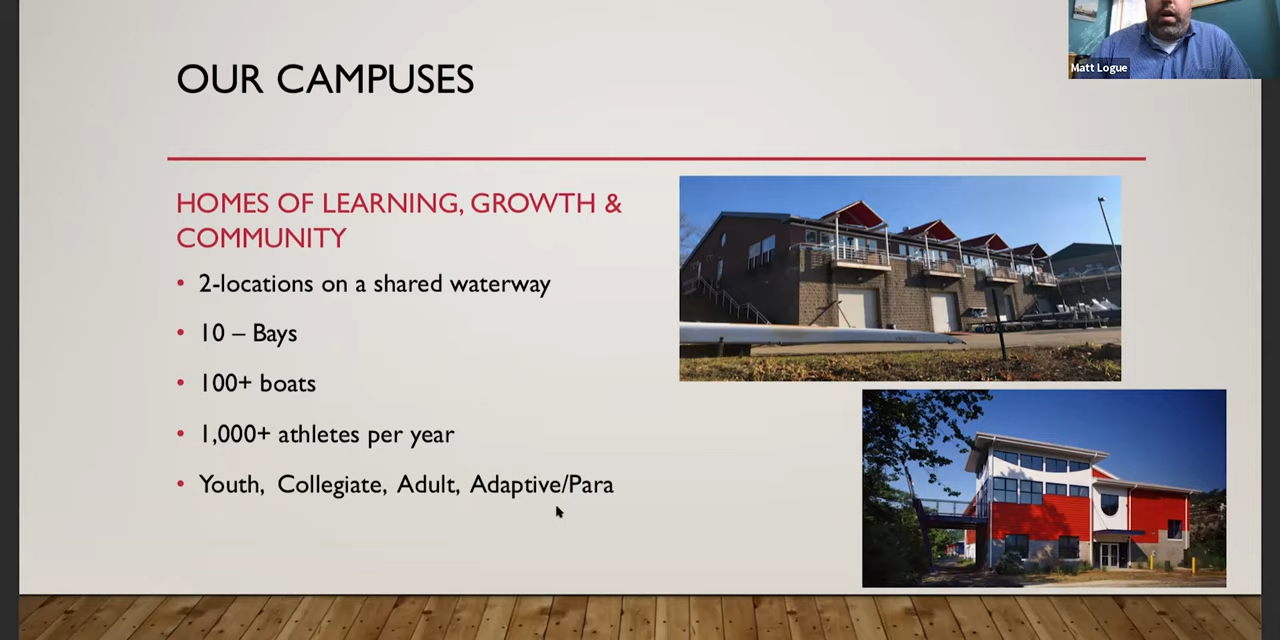 Matt Logue
OUR CAMPUSES
HOMES OF LEARNING, GROWTH &
COMMUNITY
• 2-locations on a shared waterway
• 10 – Bays
• 100+ boats
• 1,000+ athletes per year
• Youth, Collegiate, Adult, Adaptive/Para